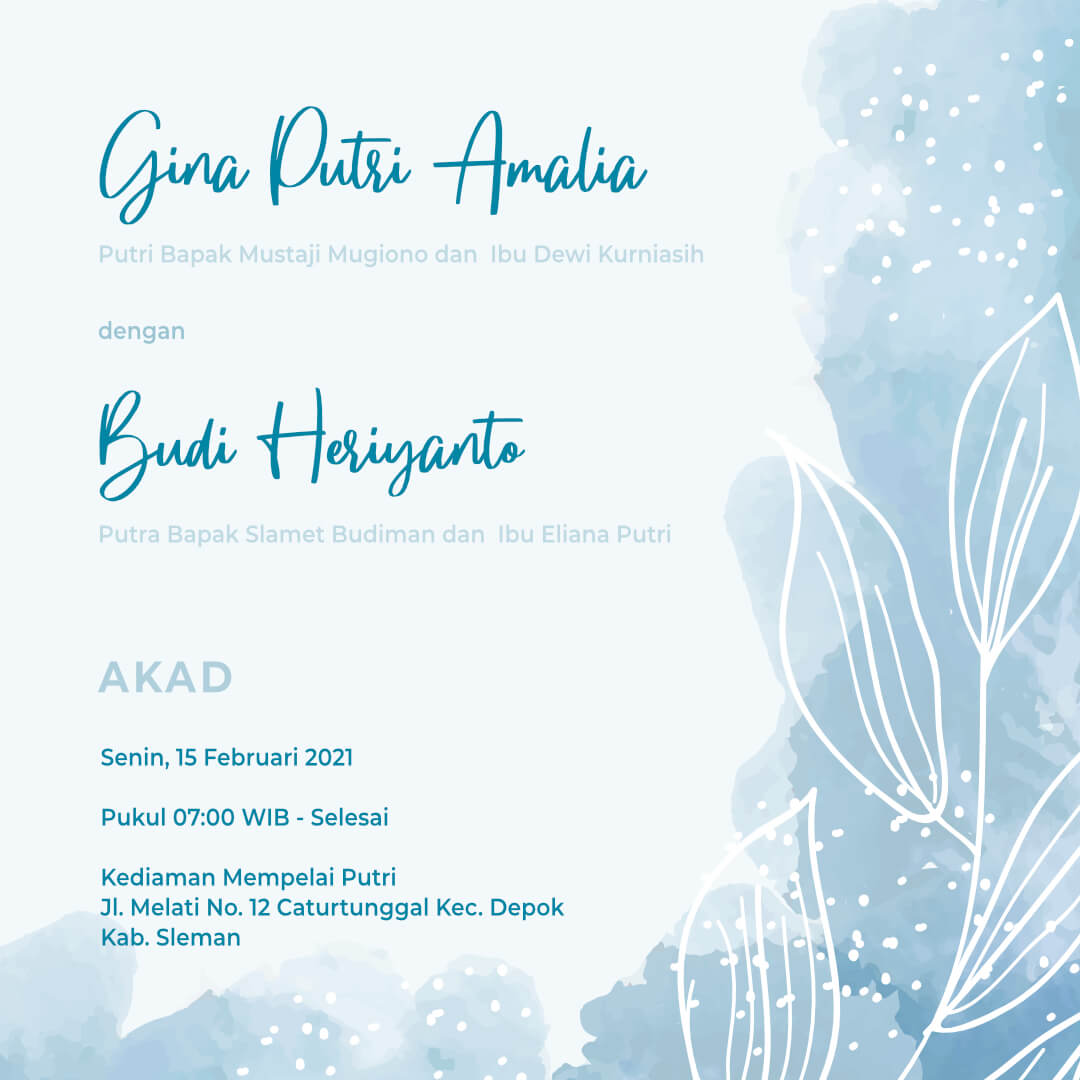 Gina Putri Amalia
Putri Bapak Mustaji Mugiono dan Ibu Dewi Kurniasih
dengan
Budi Heriyanto
Putra Bapak Slamet Budiman dan Ibu Eliana Putri
AKAD
Senin, 15 Februari 2021
Pukul 07:00 WIB - Selesai
Kediaman Mempelai Putri
Jl. Melati No. 12 Caturtunggal Kec. Depok
Kab. Sleman